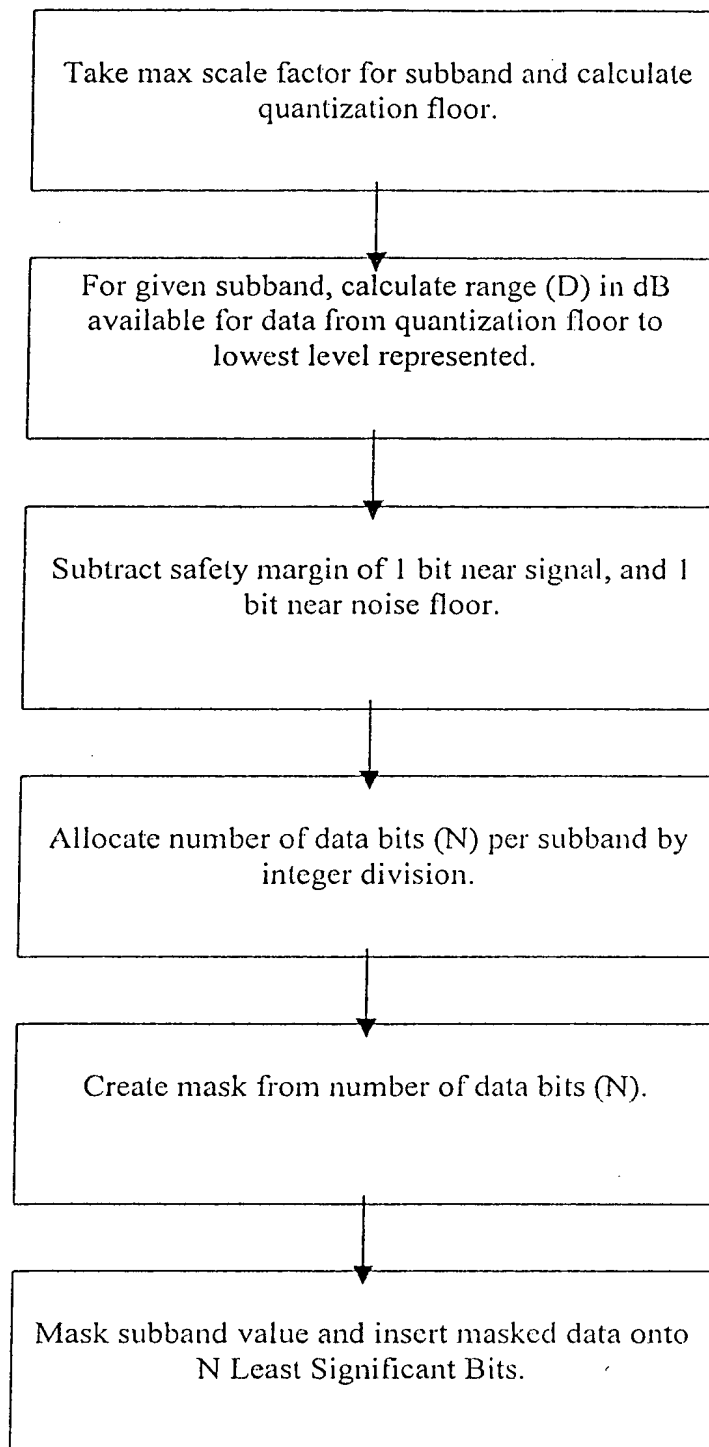 Take max scale factor for subband and calculate
quantization floor.
For given subband, calculate range (D) in dB
available for data from quantization floor to
lowest level represented.
Subtract safety margin of 1 bit near signal, and 1
bit near noise floor.
Allocate number of data bits (N) per subband by
integer division.
Create mask from number of data bits (N).
Mask subband value and insert masked data onto
N Least Significant Bits.